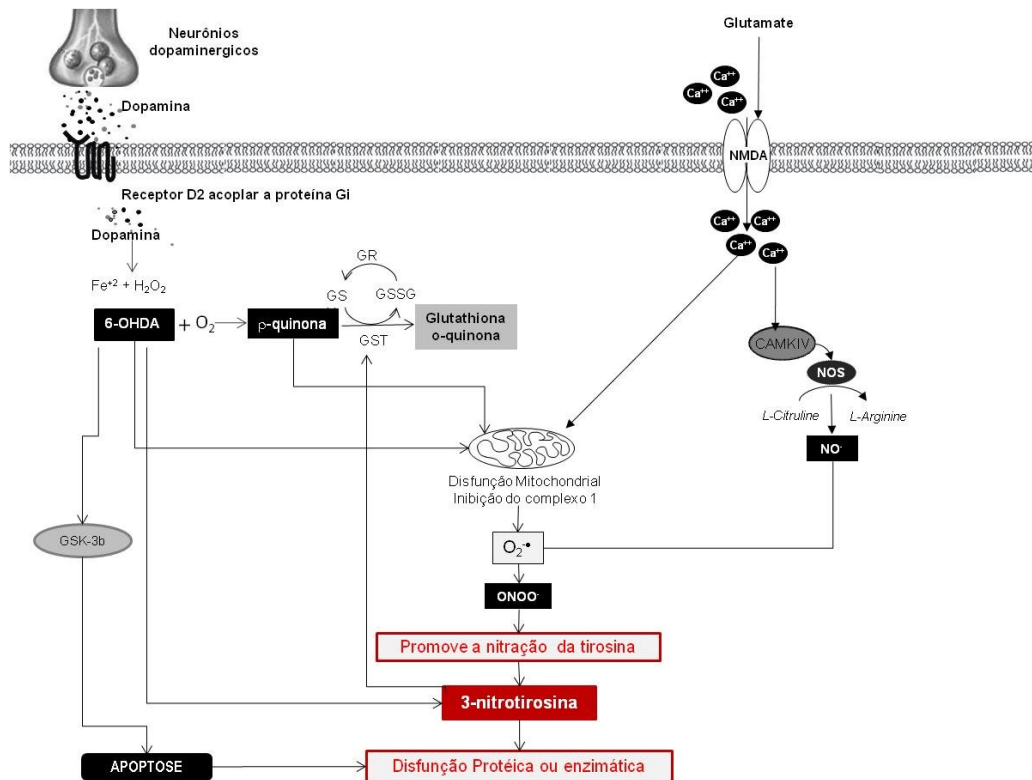 Neurônios
dopaminergicos
Dopamina
Glutamate
Ca++
Ca++
Ca++
NMDA
Receptor D2 acoplar a proteína Gi
Dopamina
Fe+2 + H2O2
6-OHDA + O2
ρ-quinona
GR
GS
GSSG
GST
Glutathiona
o-quinona
Ca++
Ca++
Ca++
Ca++
CAMKIV
NOS
L-Citruline
L-Arginine
NO-
Disfunção Mitochondrial
Inibição do complexo 1
GSK-3b
O2-•
ONOO-
Promove a nitração da tirosina
3-nitrotirosina
APOPTOSE
Disfunção Protéica ou enzimática